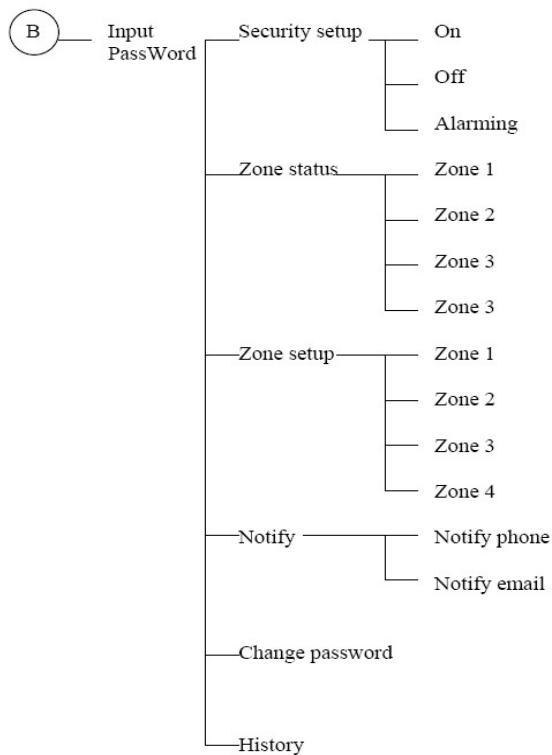 B
Input
PassWord
Security setup
On
Off
Alarming
Zone status
Zone 1
Zone 2
Zone 3
Zone 3
Zone setup
Zone 1
Zone 2
Zone 3
Zone 4
Notify
Notify phone
Notify email
Change password
History